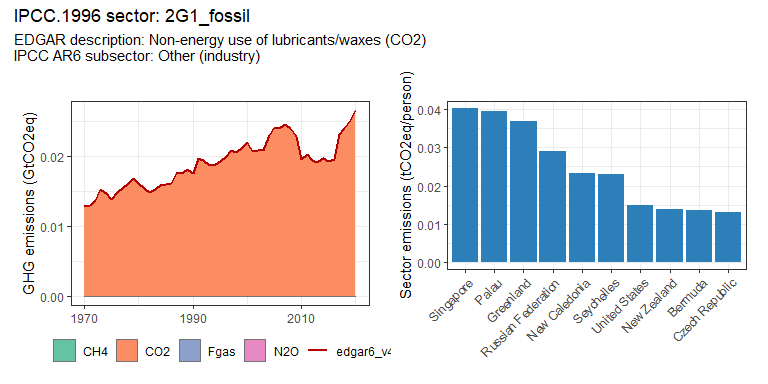 IPCC.1996 sector: 2G1_fossil
EDGAR description: Non-energy use of lubricants/waxes (CO2)
IPCC AR6 subsector: Other (industry)
GHG emissions (GtCO2eq)
0.02
0.01
0.00
1970
1990
2010
CH4
CO2
Fgas
N2O
edgar6_v4
Sector emissions (tCO2eq/person)
0.04
0.03
0.02
0.01
0.00
Singapore
Palau
Greenland
Russian Federation
New Caledonia
Seychelles
United States
New Zealand
Bermuda
Czech Republic